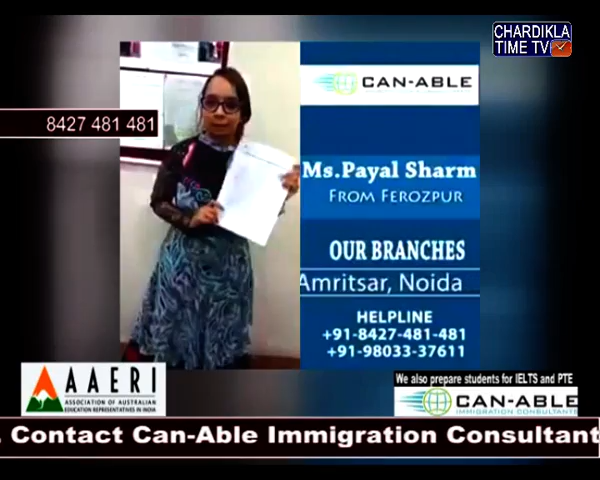 CHARDIKLA
TIME TV
CAN-ABLE
8427 481 481
Ms.Payal Sharm
FROM FEROZPUR
OUR BRANCHES
Amritsar, Noida
HELPLINE
+91-8427-481-481
+91-98033-37611
AAERI
ASSOCIATION OF AUSTRALIAN
EDUCATION REPRESENTATIVES IN INDIA
We also prepare students for IELTS and PTE
CAN-ABLE
IMMIGRATION CONSULTANTS
. Contact Can-Able Immigration Consultant